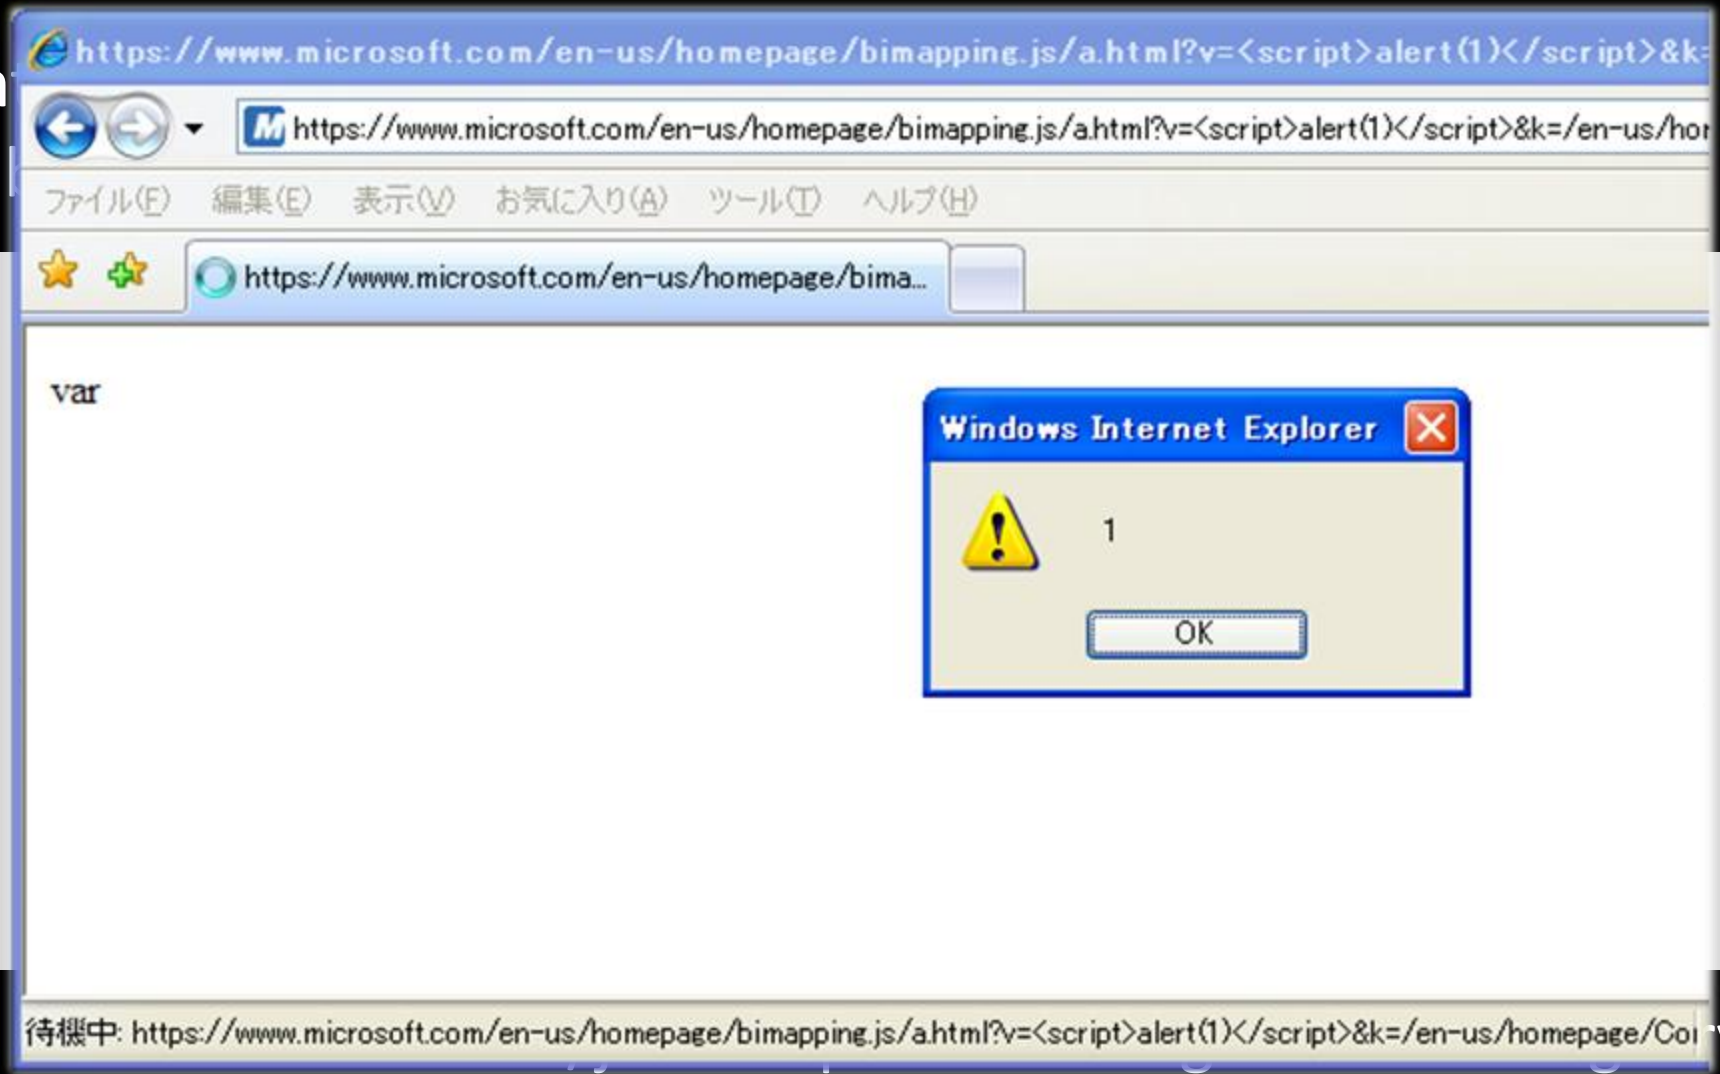 https://www.microsoft.com/en-us/homepage/bimapping.js/a.html?v=<script>alert(1)</script>&k=
https://www.microsoft.com/en-us/homepage/bimapping.js/a.html?v=<script>alert(1)</script>&k=/en-us/hor
ファイル(F) 編集(E) 表示(V) お気に入り(A) ツール(T) ヘルプ(H)
https://www.microsoft.com/en-us/homepage/bima...
var
Windows Internet Explorer
1
OK
待機中: https://www.microsoft.com/en-us/homepage/bimapping.js/a.html?v=<script>alert(1)</script>&k=/en-us/homepage/Coi